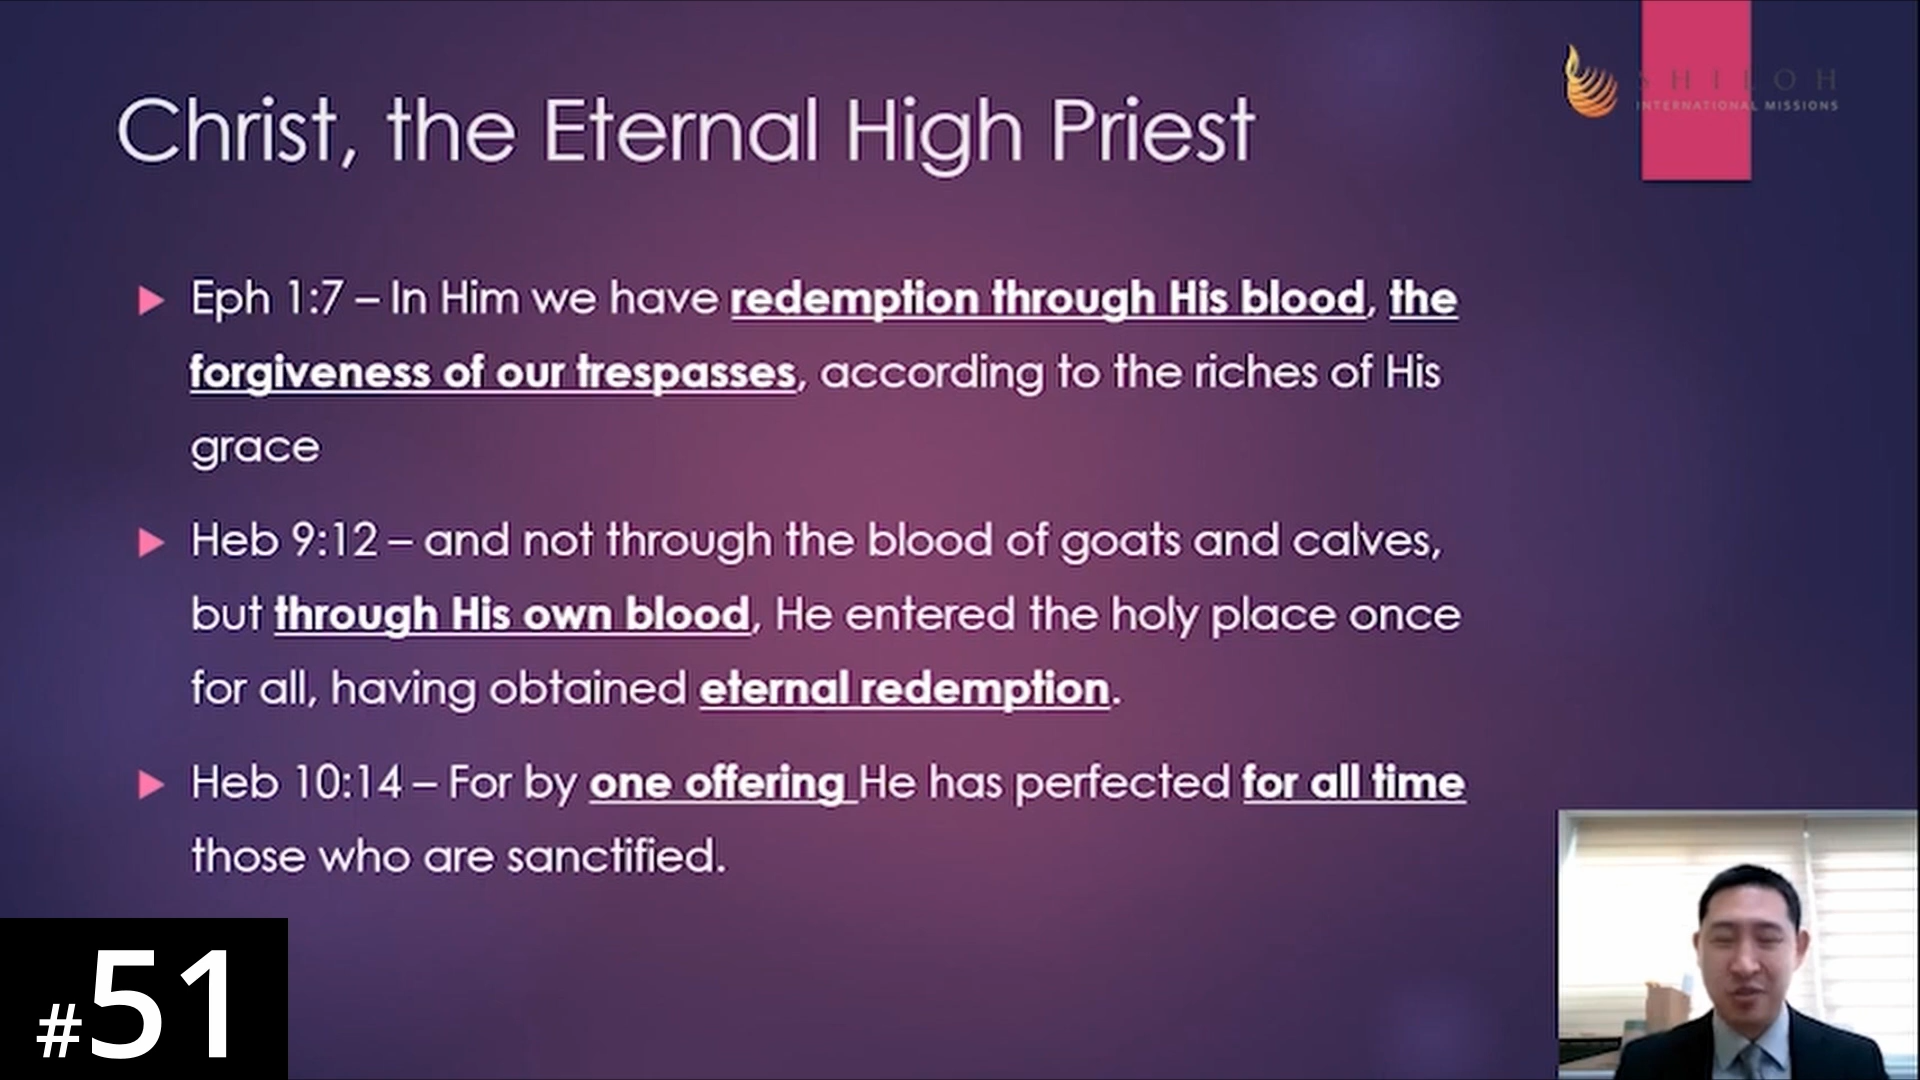 SHILOH
INTERNATIONAL MISSIONS
Christ, the Eternal High Priest
Eph 1:7 – In Him we have redemption through His blood, the
forgiveness of our trespasses, according to the riches of His
grace
Heb 9:12 – and not through the blood of goats and calves,
but through His own blood, He entered the holy place once
for all, having obtained eternal redemption.
Heb 10:14 – For by one offering He has perfected for all time
those who are sanctified.
#51